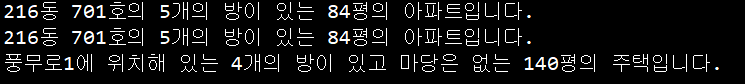 216동 701호의 5개의 방이 있는 84평의 아파트입니다.
216동 701호의 5개의 방이 있는 84평의 아파트입니다.
풍무로1에 위치해 있는 4개의 방이 있고 마당은 없는 140평의 주택입니다.